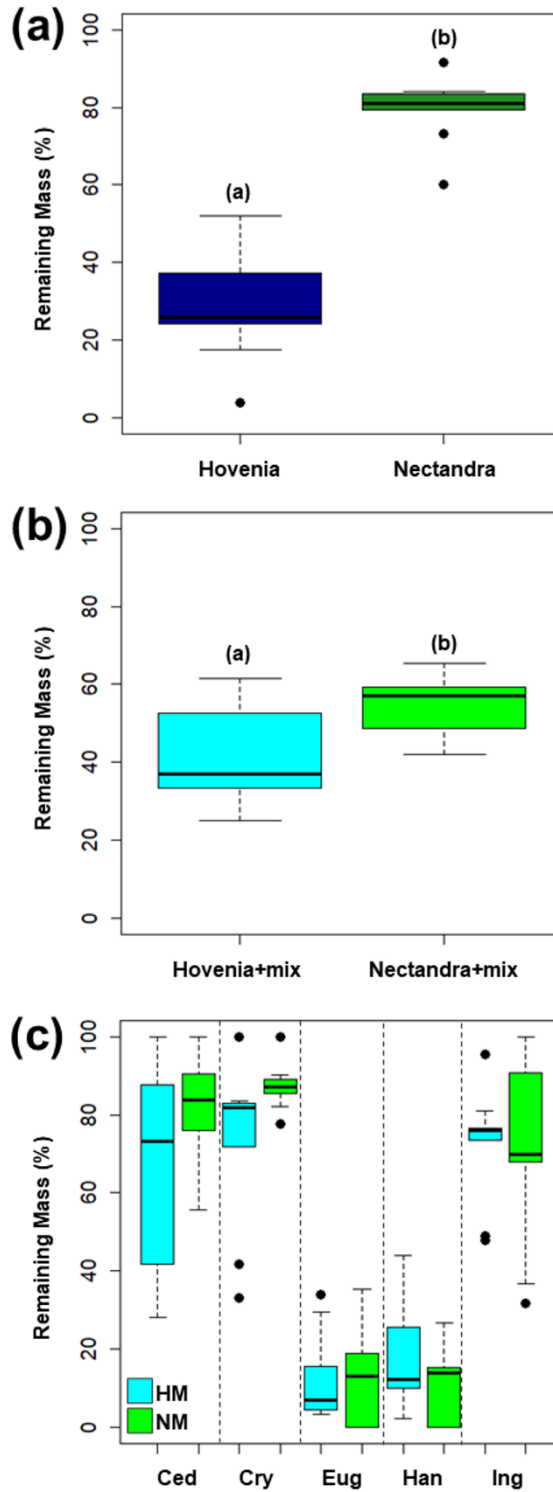 (a)
Remaining Mass (%)
100
80
60
40
20
0
(a)
(b)
Hovenia Nectandra
(b)
Remaining Mass (%)
100
80
60
40
20
0
(a)
(b)
Hovenia+mix Nectandra+mix
(c)
Remaining Mass (%)
100
80
60
40
20
0
HM
NM
Ced Cry Eug Han Ing